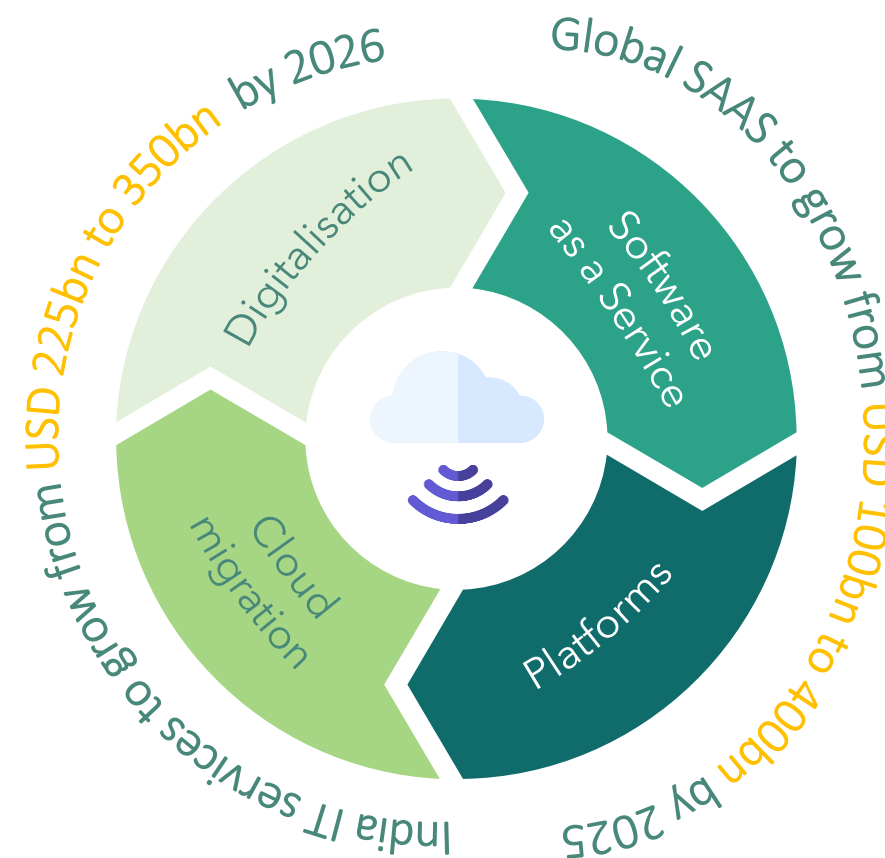 India IT services to grow from USD 225bn to 350bn by 2026
Global SAAS to grow from USD 100bn to 400bn by 2025
Digitalisation
Software
as a Service
Cloud
migration
Platforms